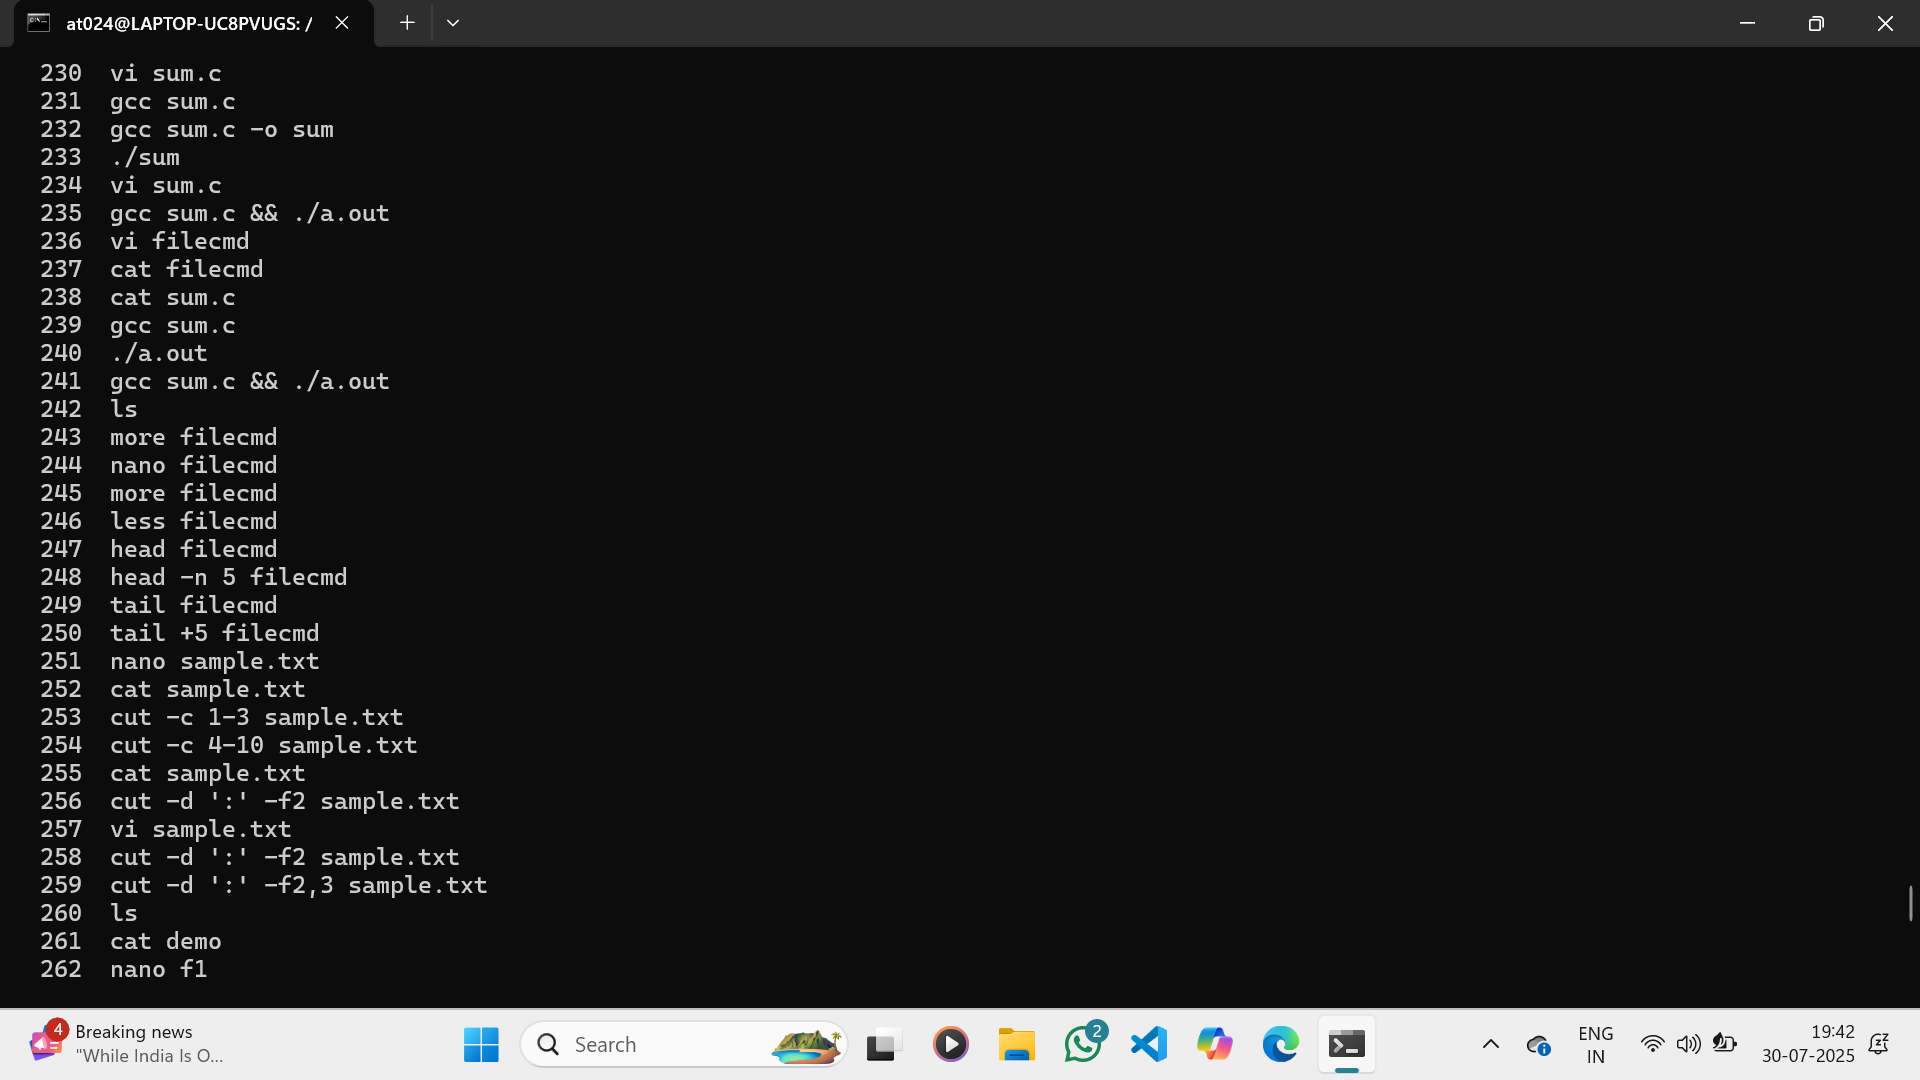 at024@LAPTOP-UC8PVUGS: /
230 vi sum.c
231 gcc sum.c
232 gcc sum.c -o sum
233 ./sum
234 vi sum.c
235 gcc sum.c && ./a.out
236 vi filecmd
237 cat filecmd
238 cat sum.c
239 gcc sum.c
240 ./a.out
241 gcc sum.c && ./a.out
242 ls
243 more filecmd
244 nano filecmd
245 more filecmd
246 less filecmd
247 head filecmd
248 head -n 5 filecmd
249 tail filecmd
250 tail +5 filecmd
251 nano sample.txt
252 cat sample.txt
253 cut -c 1-3 sample.txt
254 cut -c 4-10 sample.txt
255 cat sample.txt
256 cut -d ':' -f2 sample.txt
257 vi sample.txt
258 cut -d ':' -f2 sample.txt
259 cut -d ':' -f2,3 sample.txt
260 ls
261 cat demo
262 nano f1
4
Breaking news
"While India Is O...
Search
2
ENG
IN
19:42
30-07-2025